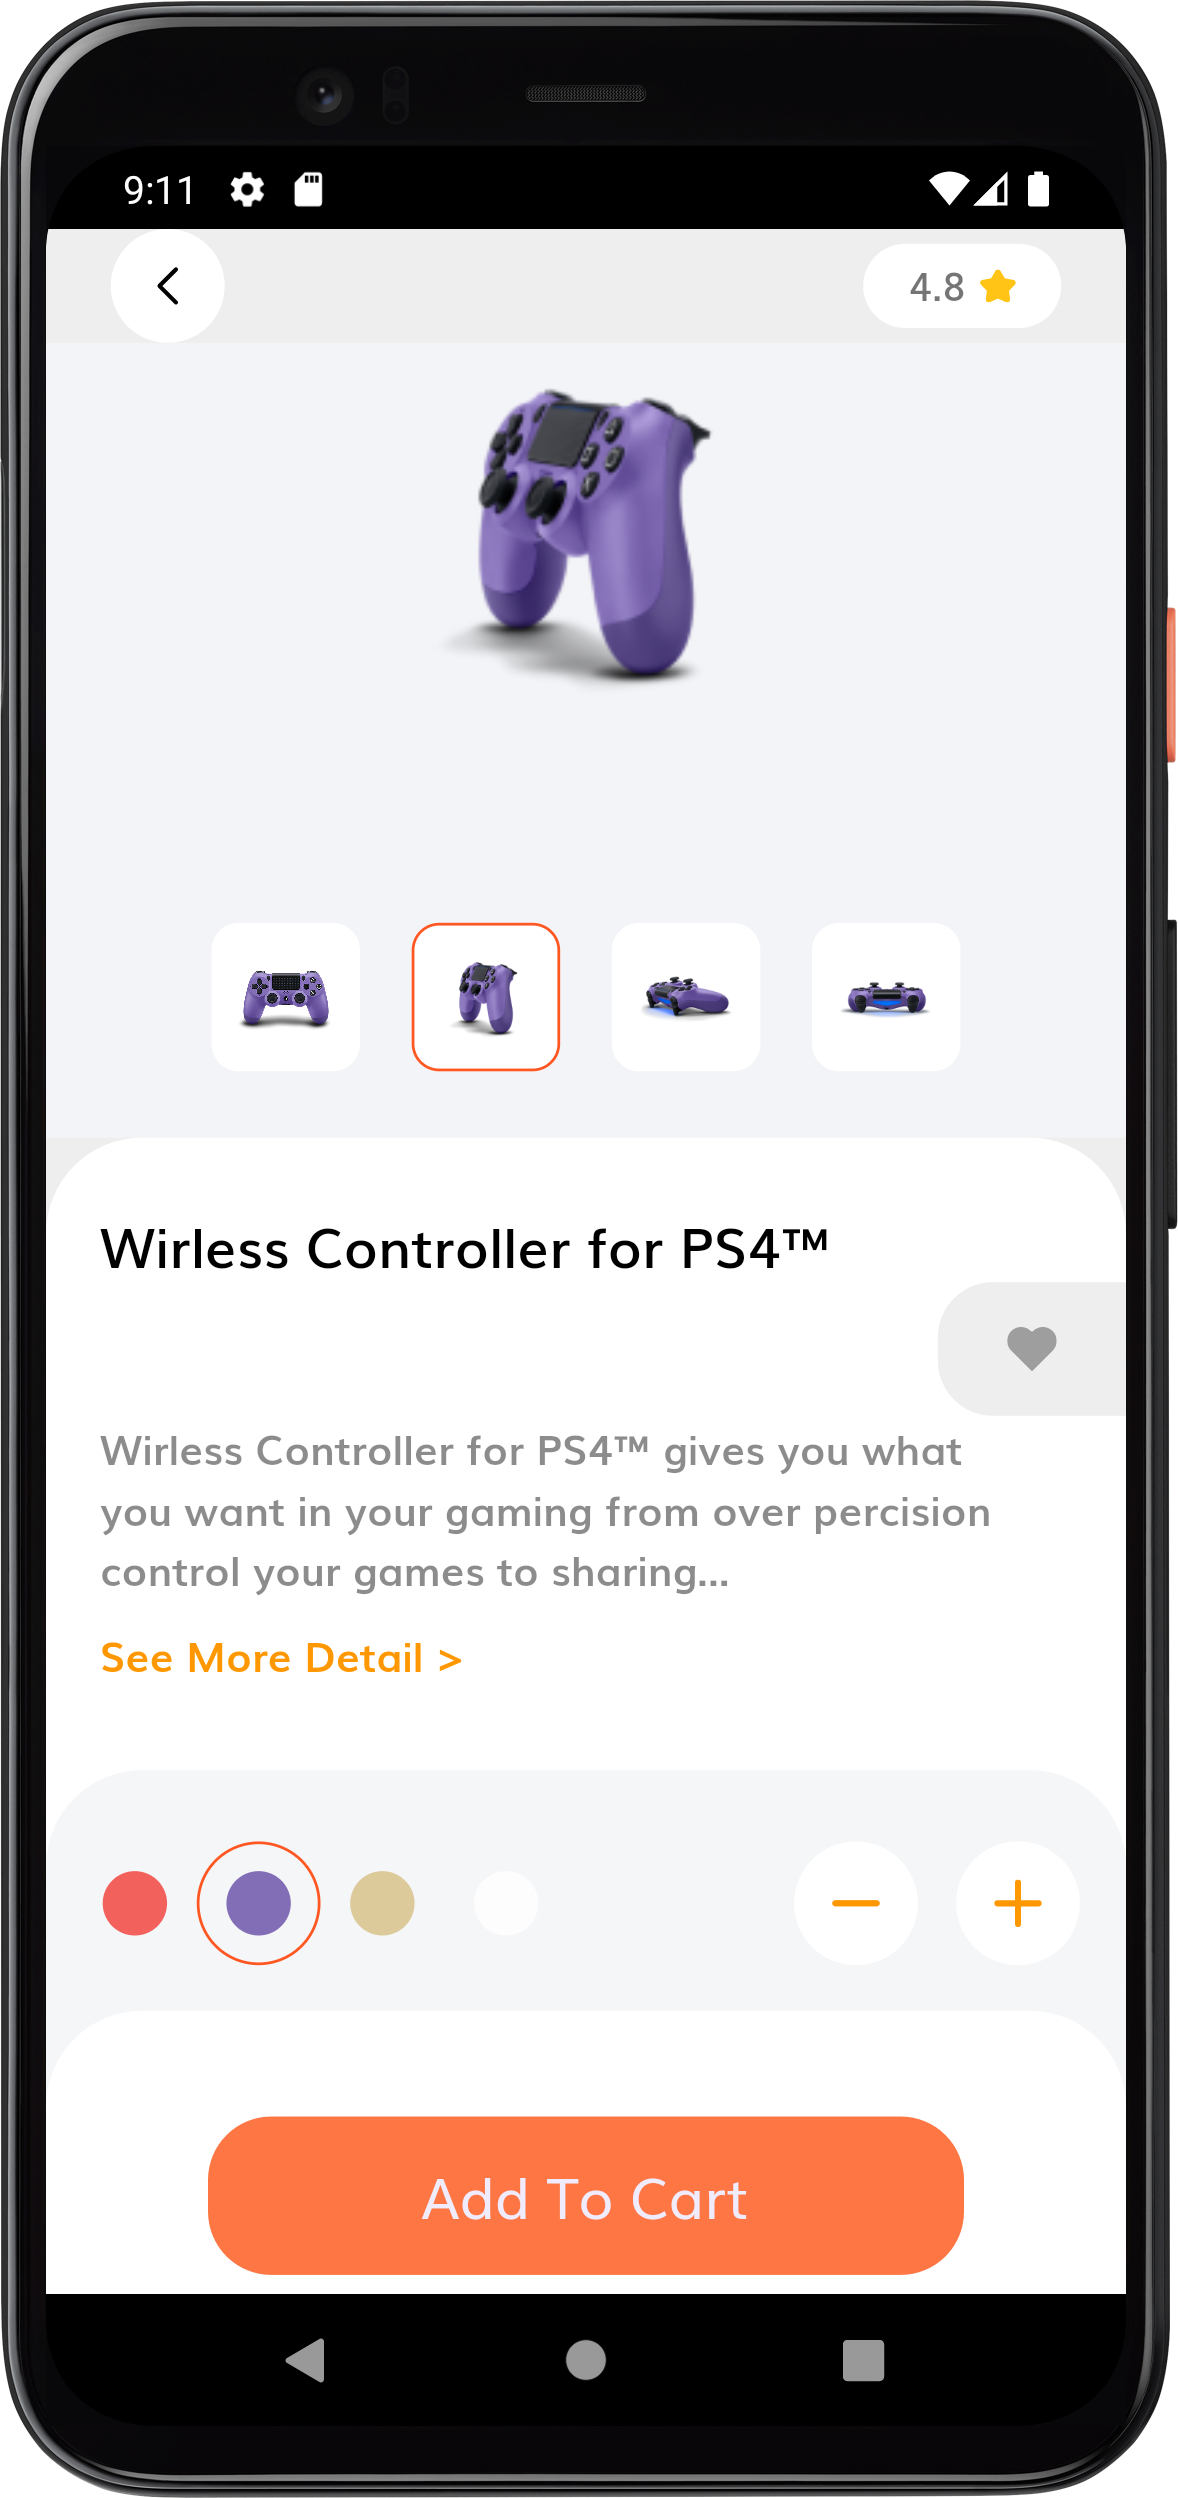 9:11
4.8
Wirless Controller for PS4™
Wirless Controller for PS4™ gives you what
you want in your gaming from over percision
control your games to sharing...
See More Detail >
Add To Cart